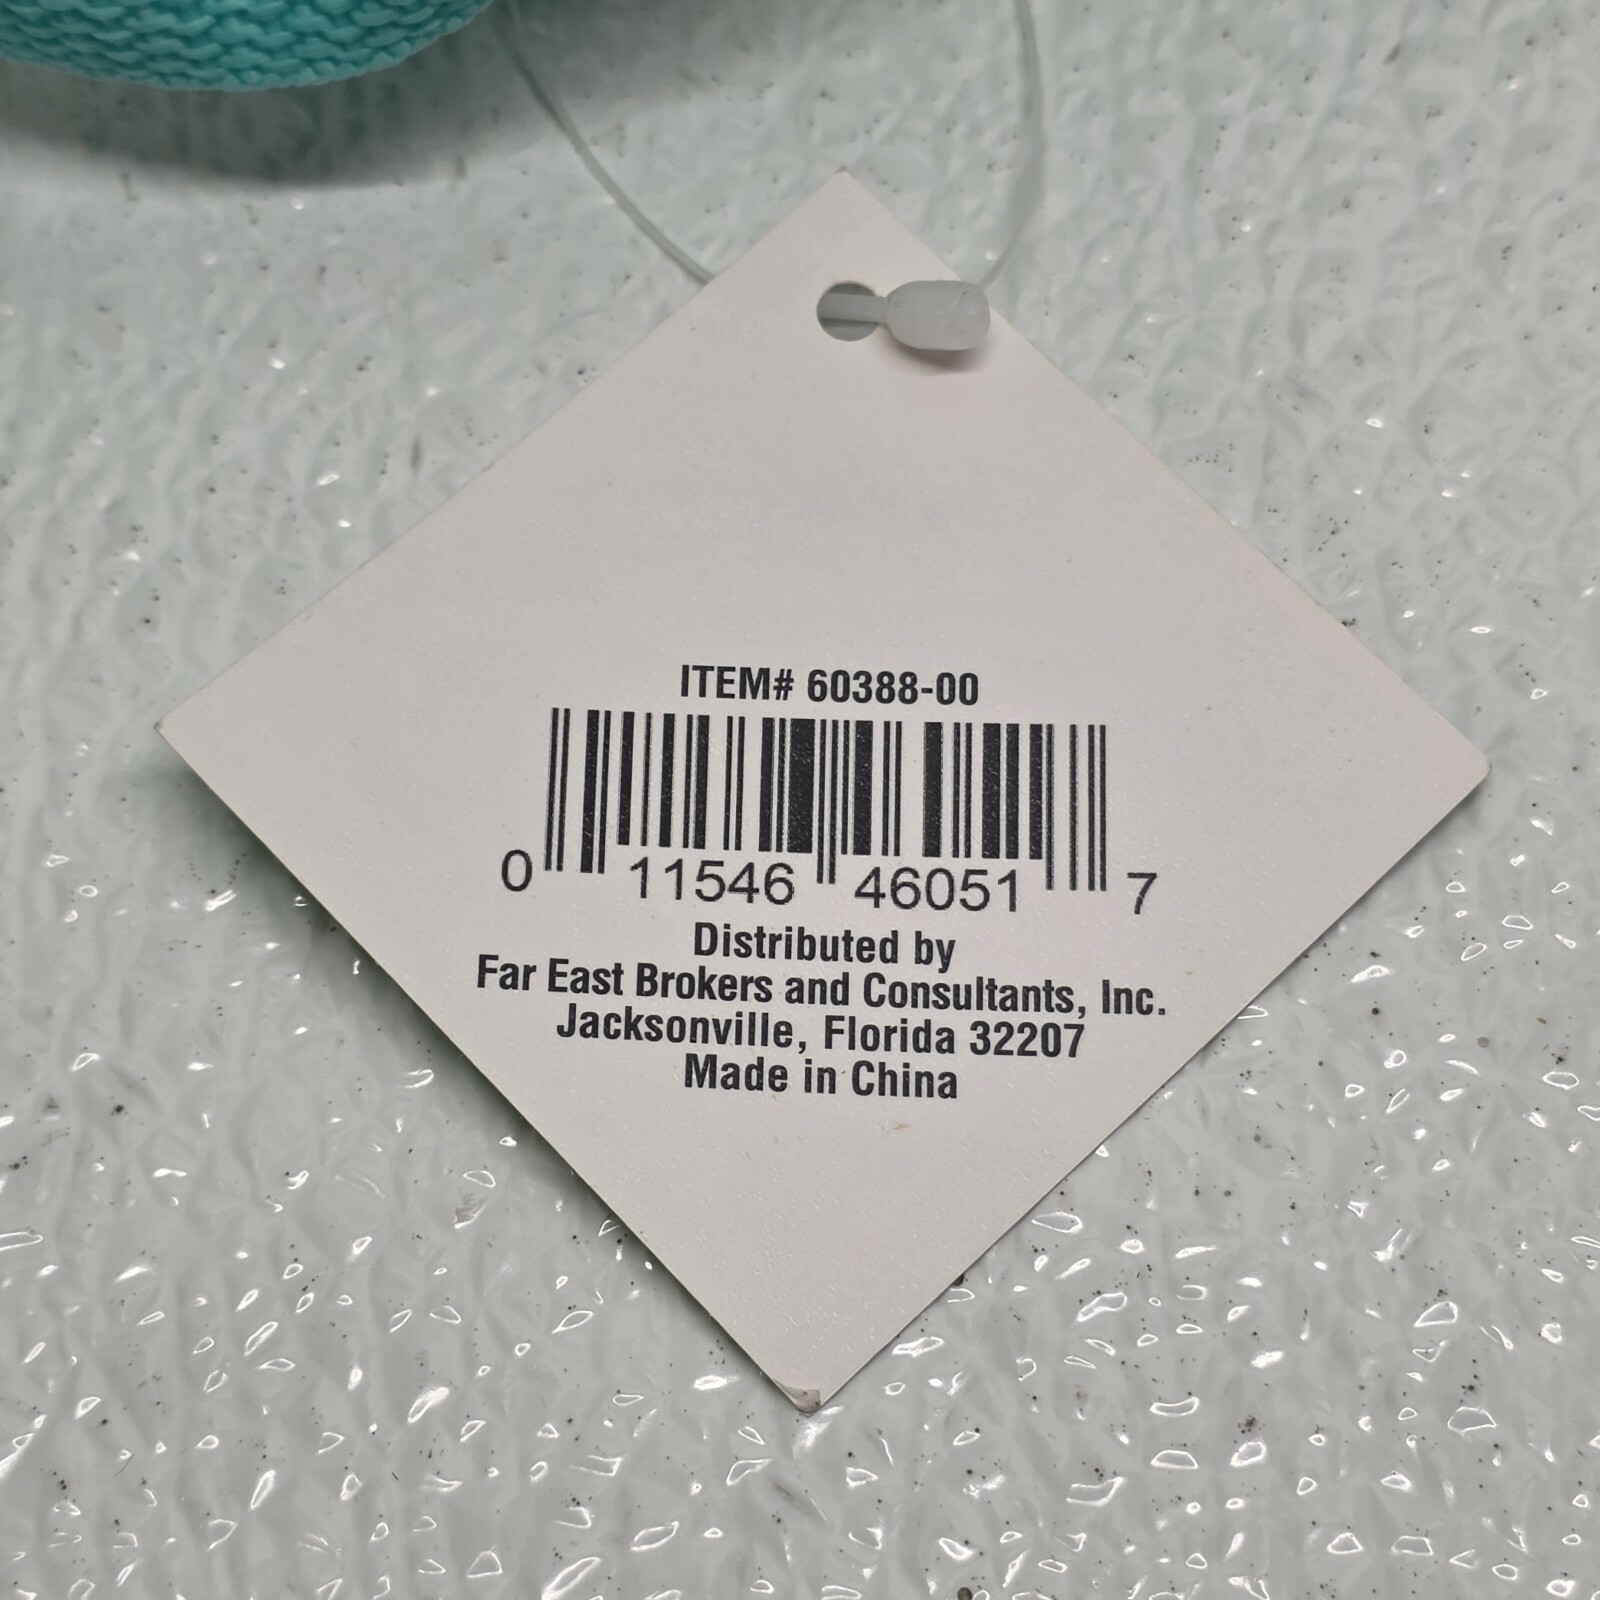 ITEM# 60388-00
0 11546 46051 7
Distributed by
Far East Brokers and Consultants, Inc.
Jacksonville, Florida 32207
Made in China